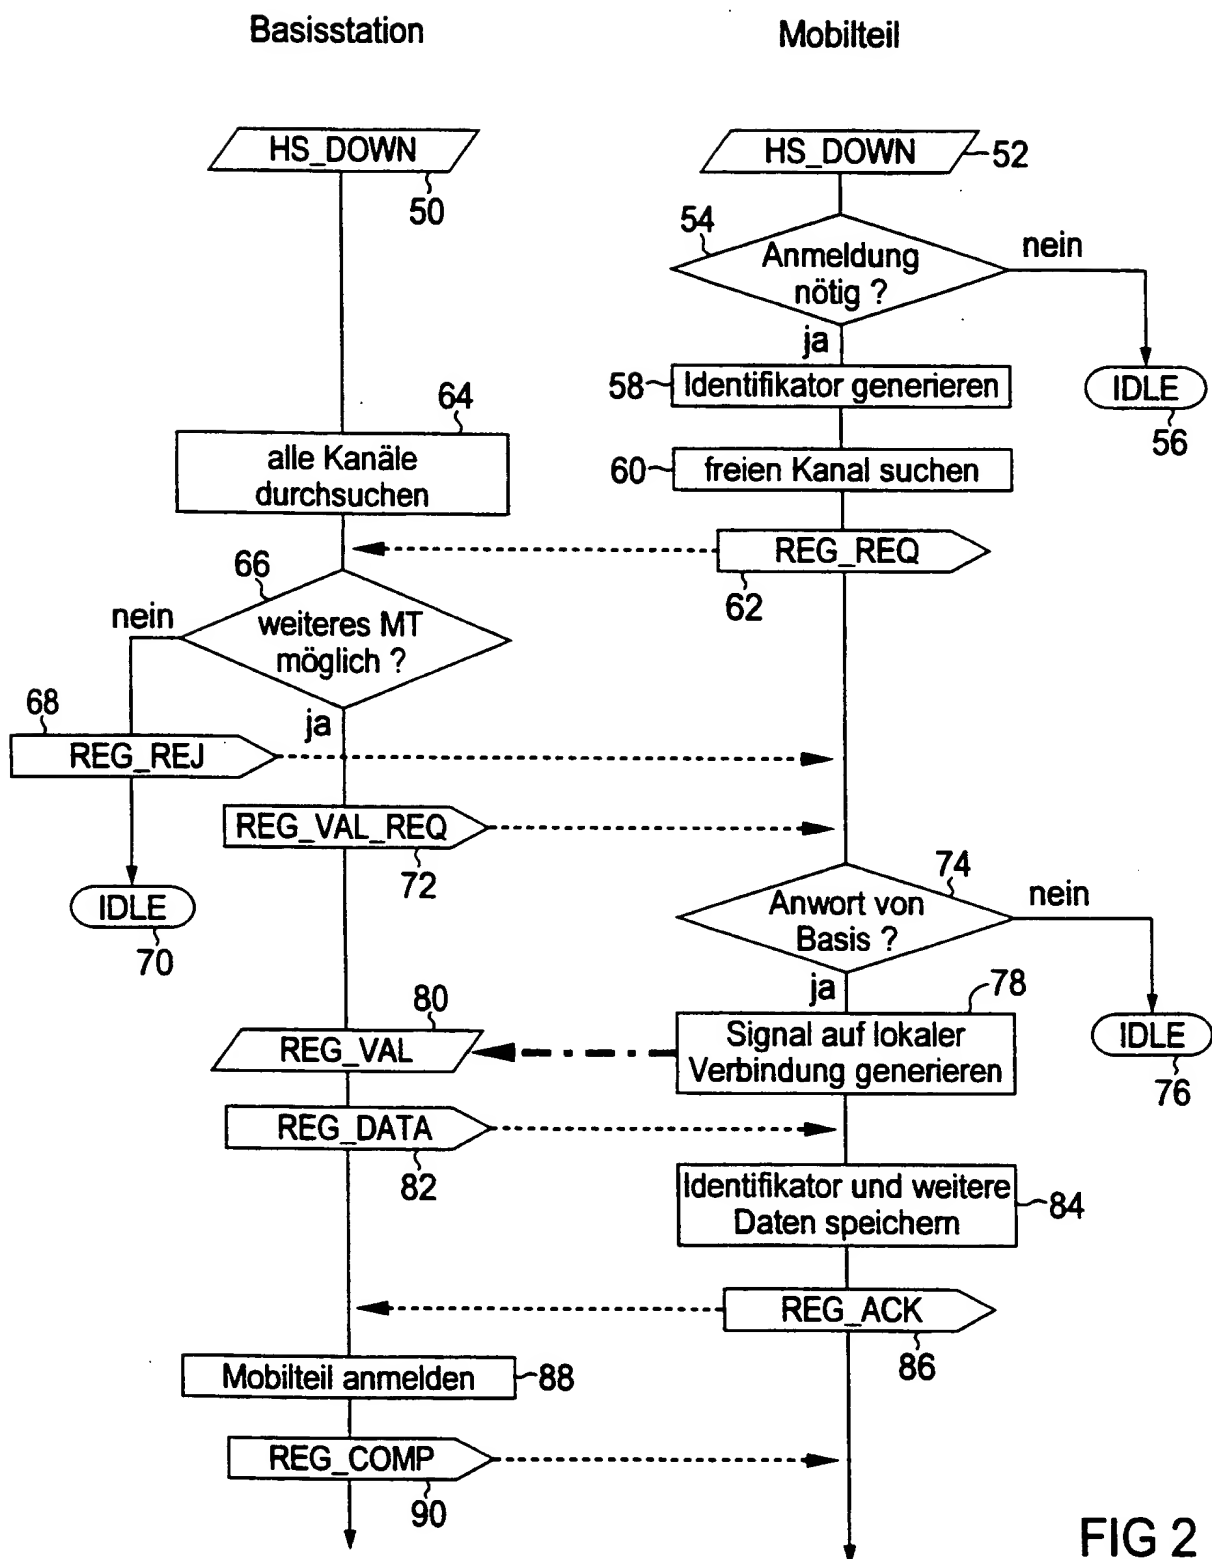 Basisstation
Mobilteil
HS_DOWN
50
HS_DOWN
52
54
Anmeldung
nötig ?
nein
ja
IDLE
56
58
Identifikator generieren
64
alle Kanäle
durchsuchen
60
freien Kanal suchen
REG_REQ
62
66
nein
weiteres MT
möglich ?
ja
68
REG_REJ
REG_VAL_REQ
72
IDLE
70
74
Anwort von
Basis ?
nein
ja
78
IDLE
76
80
REG_VAL
Signal auf lokaler
Verbindung generieren
REG_DATA
82
Identifikator und weitere
Daten speichern
84
REG_ACK
86
Mobilteil anmelden
88
REG_COMP
90
FIG 2